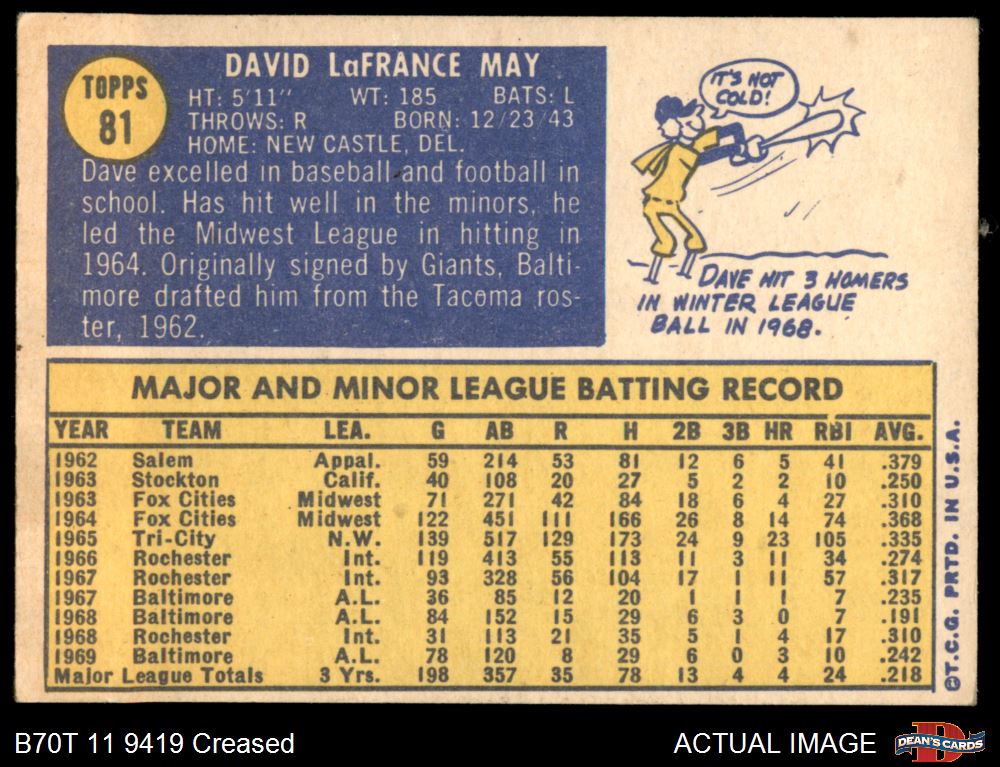 TOPPS
81
DAVID LaFRANCE MAY
HT: 5'11" WT: 185 BATS: L
THROWS: R BORN: 12/23/43
HOME: NEW CASTLE, DEL.
Dave excelled in baseball and football in
school. Has hit well in the minors, he
led the Midwest League in hitting in
1964. Originally signed by Giants, Balti-
more drafted him from the Tacoma ros-
ter, 1962.
IT'S NOT
COLD!
DAVE HIT 3 HOMERS
IN WINTER LEAGUE
BALL IN 1968.
MAJOR AND MINOR LEAGUE BATTING RECORD
YEAR TEAM LEA. G AB R H 2B 3B HR RBI AVG.
1962 Salem Appal. 59 214 53 81 12 6 5 41 .379
1963 Stockton Calif. 40 108 20 27 5 2 2 10 .250
1963 Fox Cities Midwest 71 271 42 84 18 6 4 27 .310
1964 Fox Cities Midwest 122 451 111 166 26 8 14 74 .368
1965 Tri-City N.W. 139 517 129 173 24 9 23 105 .335
1966 Rochester Int. 119 413 55 113 11 3 11 34 .274
1967 Rochester Int. 93 328 56 104 17 1 11 57 .317
1967 Baltimore A.L. 36 85 12 20 1 1 1 7 .235
1968 Baltimore A.L. 84 152 15 29 6 3 0 7 .191
1968 Rochester Int. 31 113 21 35 5 1 4 17 .310
1969 Baltimore A.L. 78 120 8 29 6 0 3 10 .242
Major League Totals 3 Yrs. 198 357 35 78 13 4 4 24 .218
©T.C.G. PRTD. IN U.S.A.
B70T 11 9419 Creased
ACTUAL IMAGE
D
DEAN'S CARDS